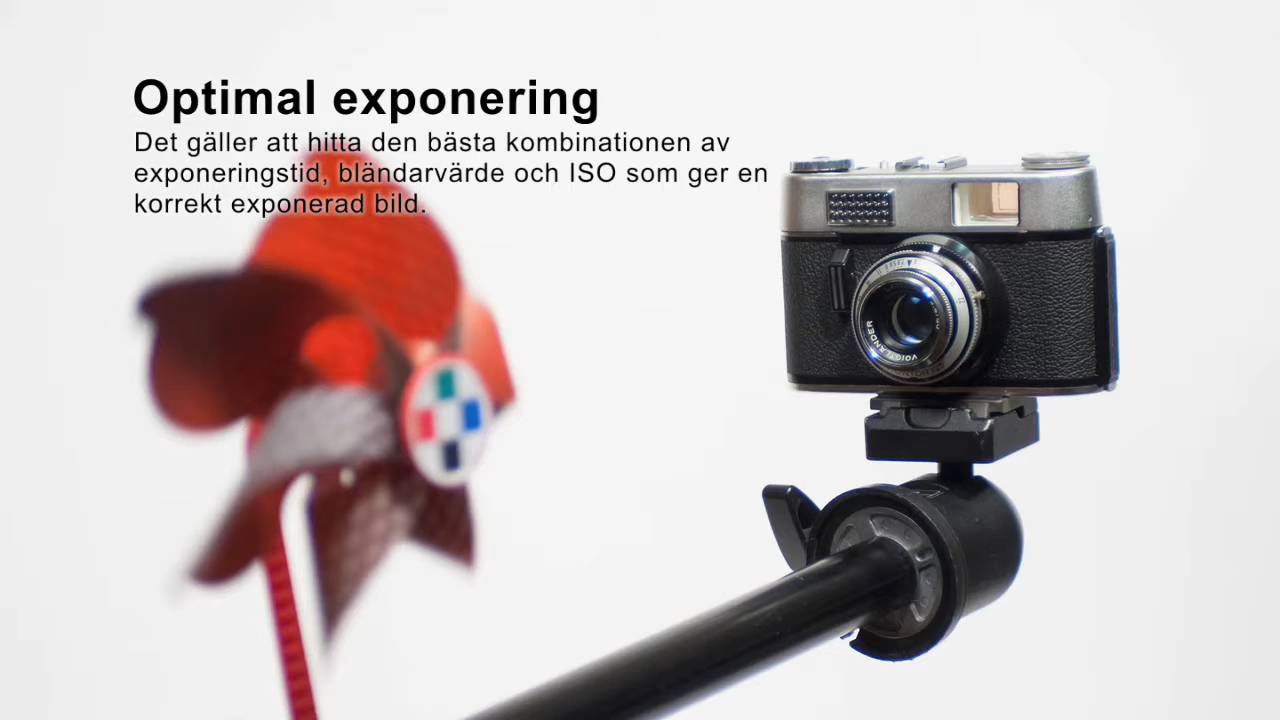 Optimal exponering
Det gäller att hitta den bästa kombinationen av
exponeringstid, bländarvärde och ISO som ger en
korrekt exponerad bild.
VOIGTLÄNDER